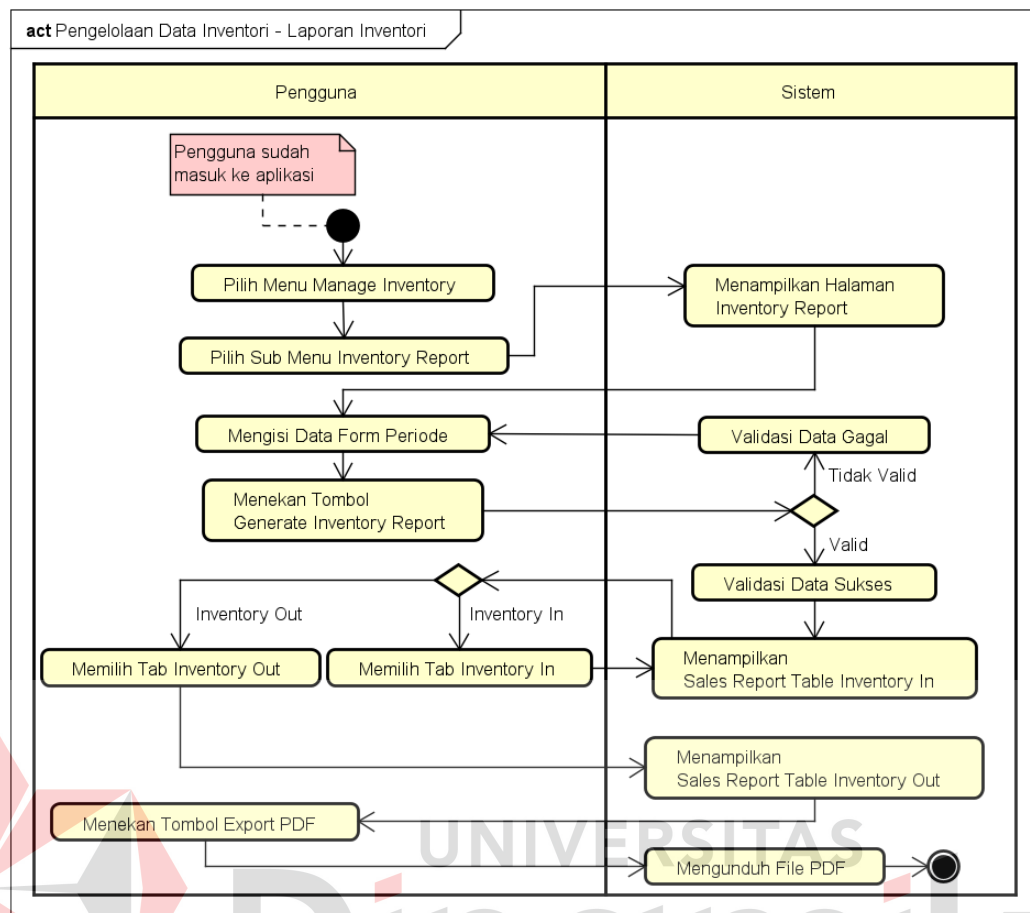 act Pengelolaan Data Inventori - Laporan Inventori
Pengguna
Sistem
Pengguna sudah
masuk ke aplikasi
Pilih Menu Manage Inventory
Menampilkan Halaman
Inventory Report
Pilih Sub Menu Inventory Report
Mengisi Data Form Periode
Validasi Data Gagal
Tidak Valid
Menekan Tombol
Generate Inventory Report
Valid
Validasi Data Sukses
Inventory Out
Inventory In
Memilih Tab Inventory Out
Memilih Tab Inventory In
Menampilkan
Sales Report Table Inventory In
Menampilkan
Sales Report Table Inventory Out
Menekan Tombol Export PDF
UNIVERSITAS
Mengunduh File PDF